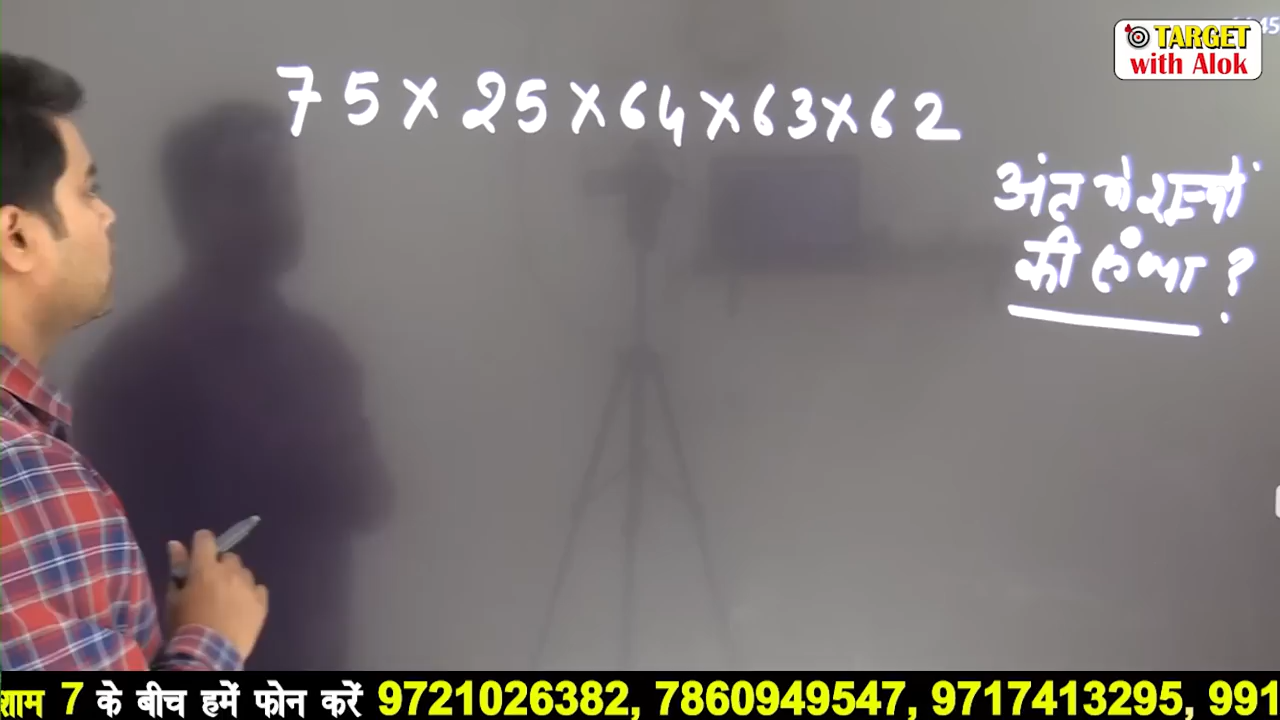 TARGET
with Alok
75 × 25 × 64 × 63 × 62
अंत में शून्यों
की संख्या ?
शाम 7 के बीच हमें फोन करें 9721026382, 7860949547, 9717413295, 991